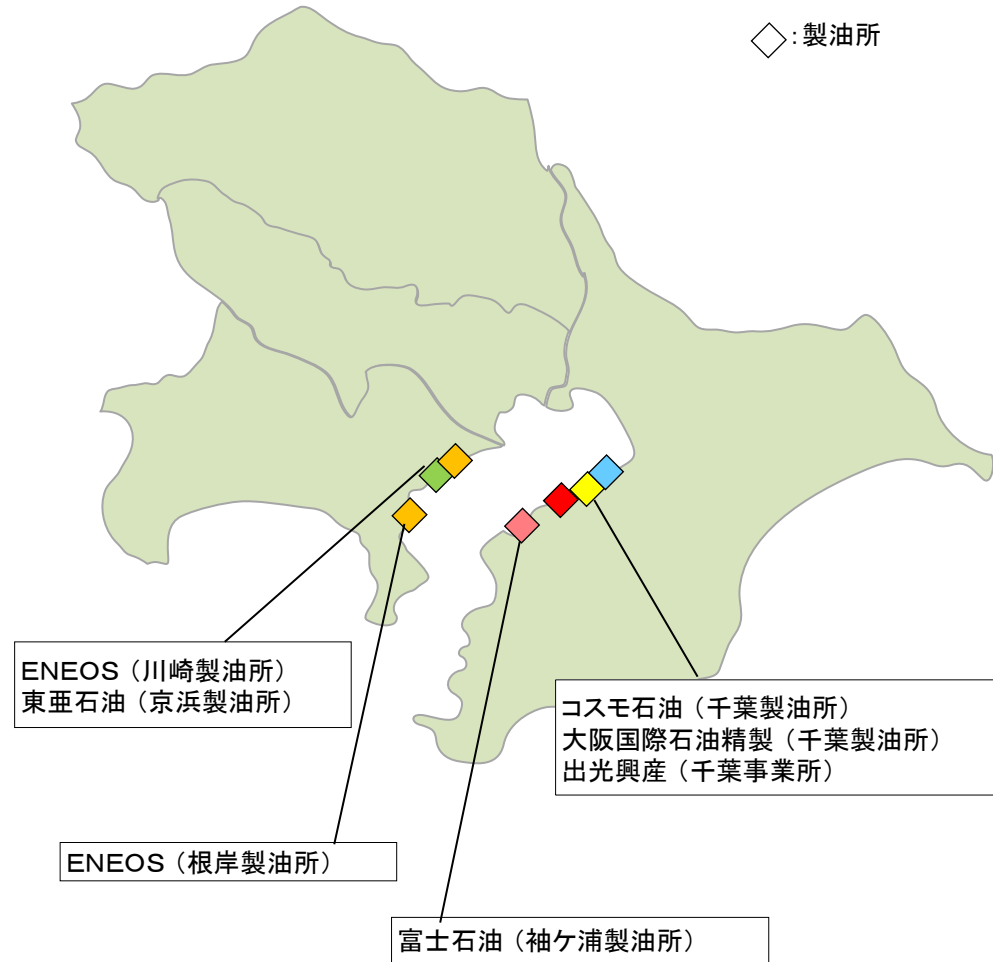 ◇：製油所
ENEOS（川崎製油所）
東亜石油（京浜製油所）
コスモ石油（千葉製油所）
大阪国際石油精製（千葉製油所）
出光興産（千葉事業所）
ENEOS（根岸製油所）
富士石油（袖ケ浦製油所）